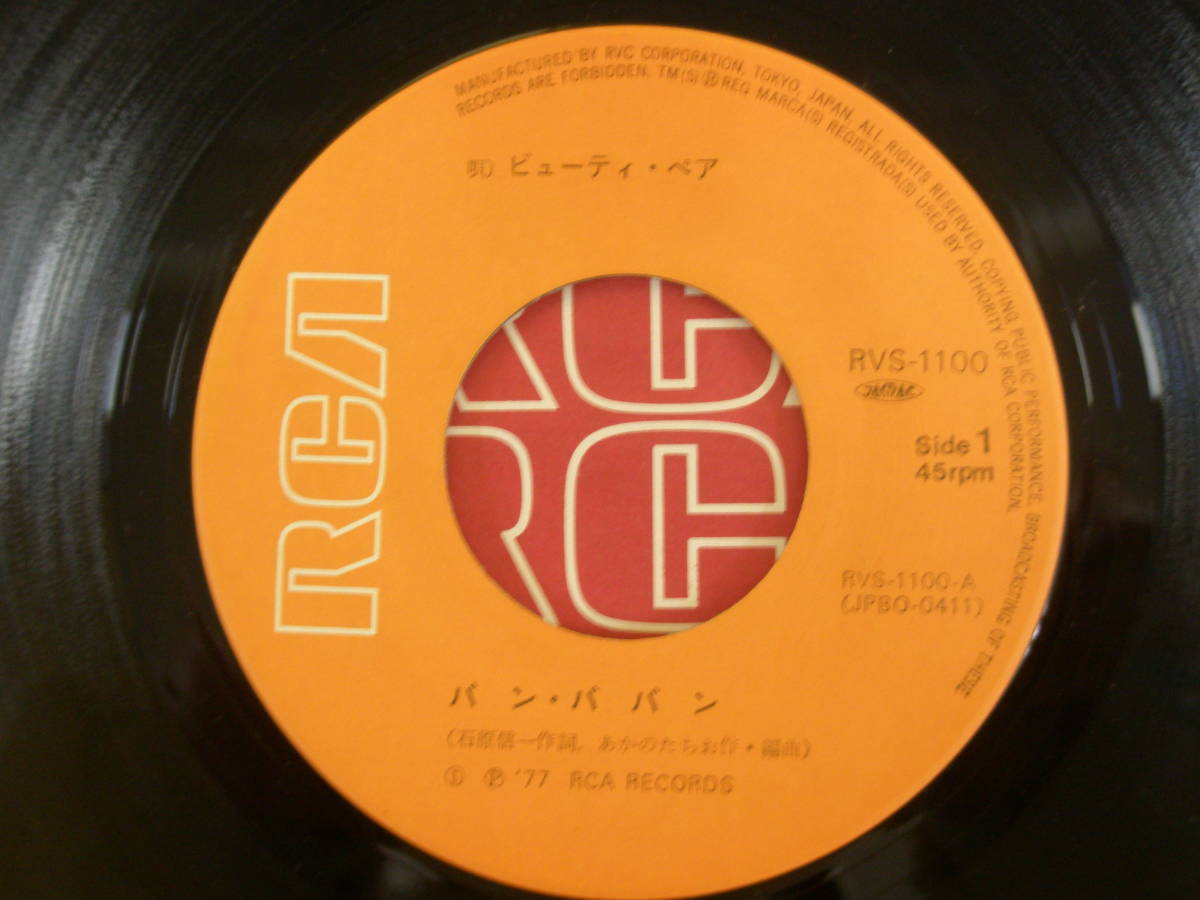 MANUFACTURED BY RVC CORPORATION, TOKYO, JAPAN. ALL RIGHTS RESERVED. COPYING PUBLIC PERFORMANCE, BROADCASTING OF THESE
RECORDS ARE FORBIDDEN. TM(S) ® REG MARCA(S) REGISTRADA(S) USED BY AUTHORITY OF RCA CORPORATION.
唄) ビューティ・ペア
RCA
RVS-1100
Side 1
45rpm
RVS-1100-A
(JPBO-0411)
バン・ババン
(石原信一作詞, あかのたちお作・編曲)
Ⓘ Ⓟ '77 RCA RECORDS